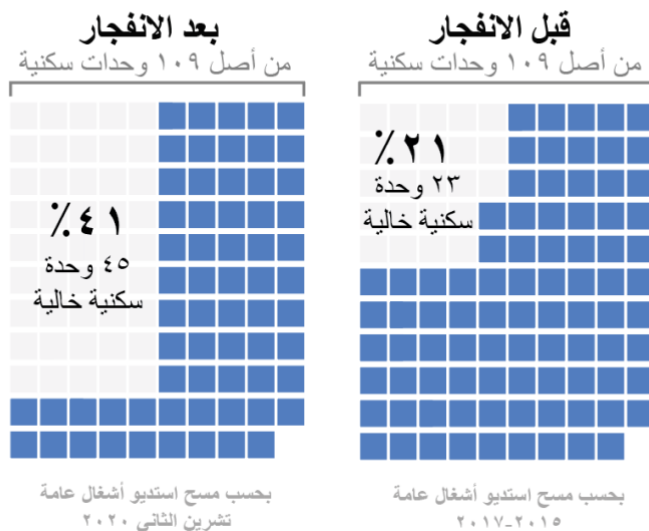 قبل الانفجار
من أصل ١٠٩ وحدات سكنية
٢١٪
٢٣ وحدة
سكنية خالية
بحسب مسح استديو أشغال عامة
٢٠١٥-٢٠١٧
بعد الانفجار
من أصل ١٠٩ وحدات سكنية
٤١٪
٤٥ وحدة
سكنية خالية
بحسب مسح استديو أشغال عامة
تشرين الثاني ٢٠٢٠